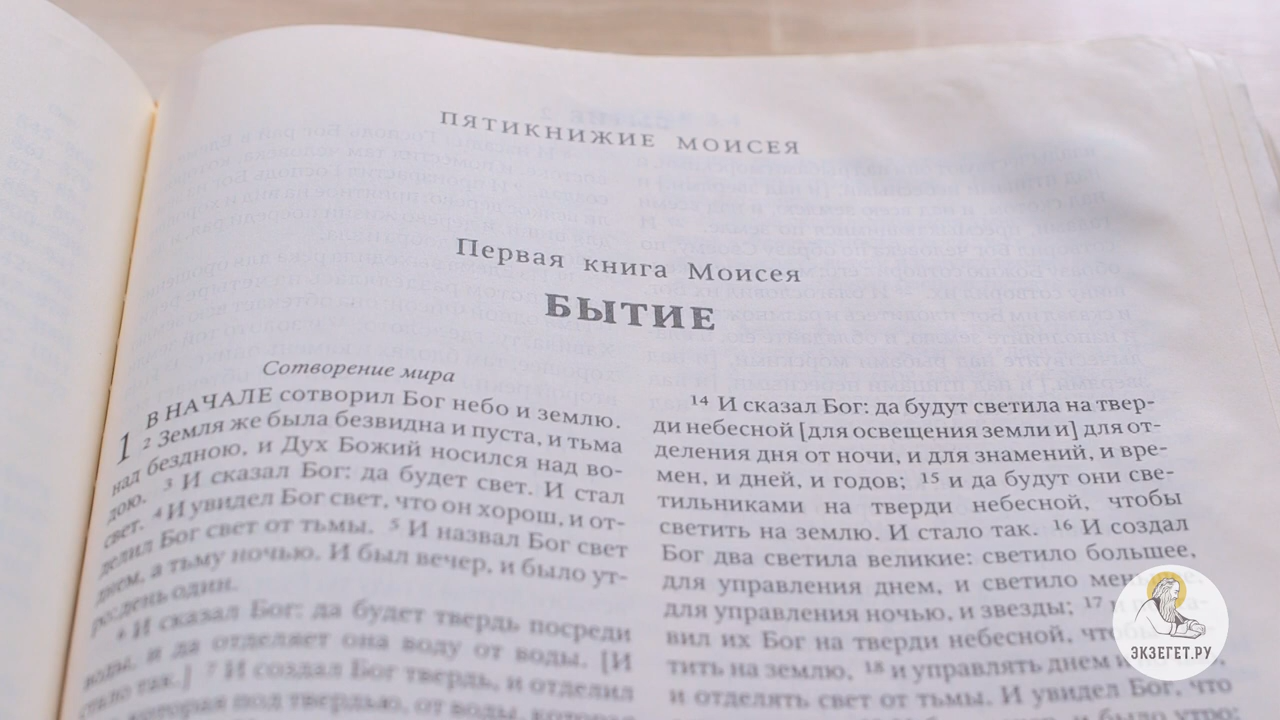 ПЯТИКНИЖИЕ МОИСЕЯ
Первая книга Моисея
БЫТИЕ
Сотворение мира
1 В НАЧАЛЕ сотворил Бог небо и землю.
2 Земля же была безвидна и пуста, и тьма
над бездною, и Дух Божий носился над во-
дою. 3 И сказал Бог: да будет свет. И стал
свет. 4 И увидел Бог свет, что он хорош, и от-
делил Бог свет от тьмы. 5 И назвал Бог свет
днем, а тьму ночью. И был вечер, и было ут-
ро: день один.
6 И сказал Бог: да будет твердь посреди
воды, и да отделяет она воду от воды. [И
стало так.] 7 И создал Бог твердь, и отделил
которая под твердью, от воды, которая
14 И сказал Бог: да будут светила на твер-
ди небесной [для освещения земли и] для от-
деления дня от ночи, и для знамений, и вре-
мен, и дней, и годов; 15 и да будут они све-
тильниками на тверди небесной, чтобы
светить на землю. И стало так. 16 И создал
Бог два светила великие: светило большее,
для управления днем, и светило
для управления ночью, и звезды; 17 и
вил их Бог на тверди небесной,
тить на землю, 18 и управлять днем
и отделять свет от тьмы. И увидел Бог, что
и было утро:
ЭКЗЕГЕТ.РУ